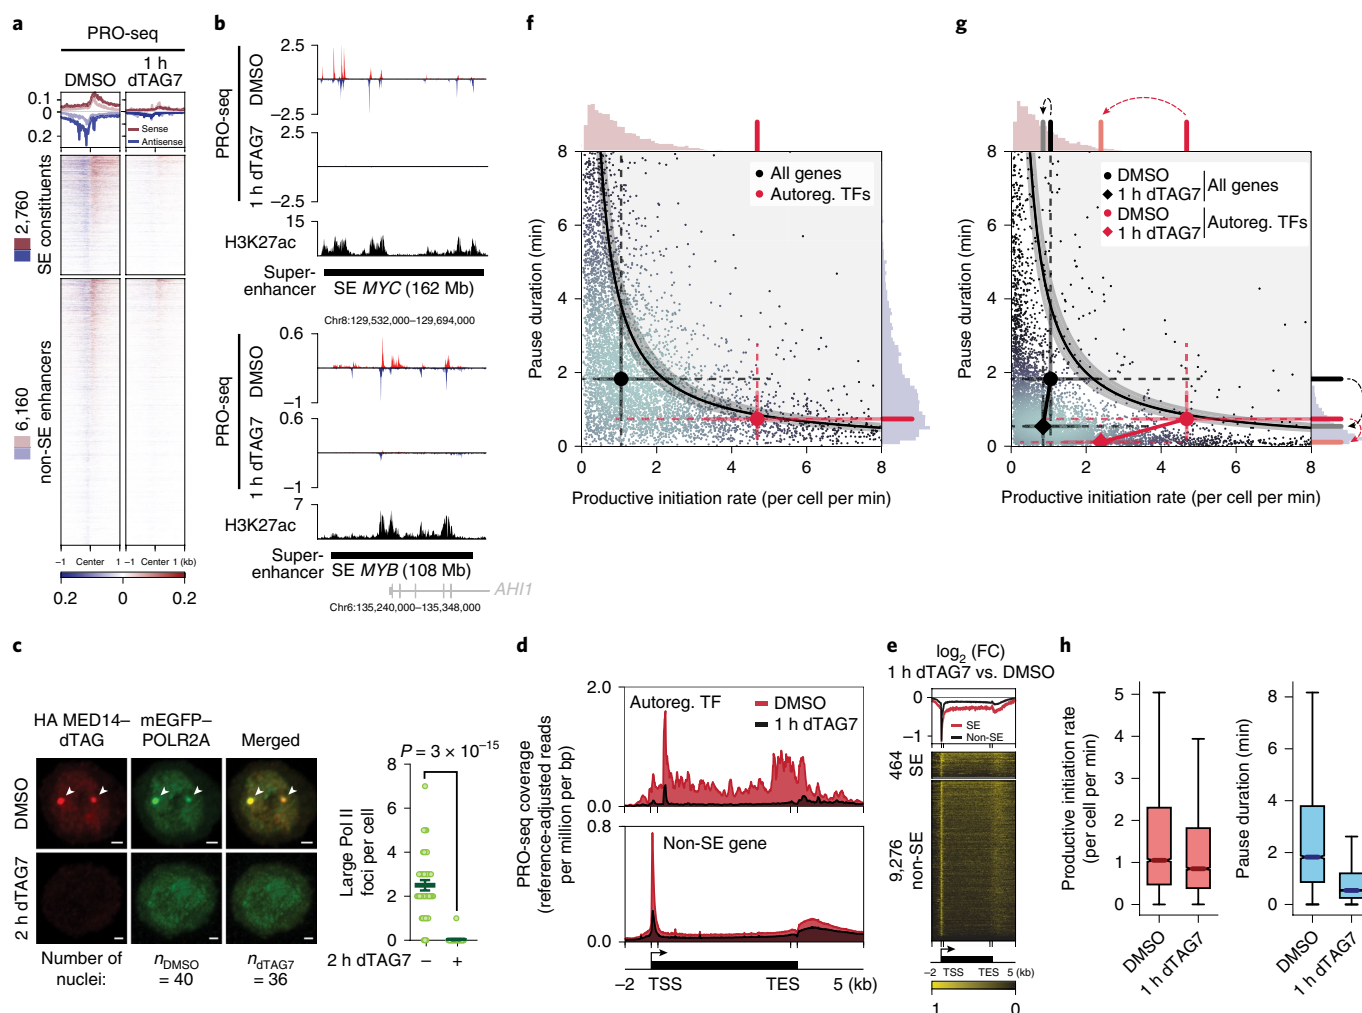 a
PRO-seq
DMSO
1 h
dTAG7
0.1
0
0.2
Sense
Antisense
2,760
SE constituents
6,160
non-SE enhancers
–1 Center 1
–1 Center 1 (kb)
0.2 0 0.2
b
PRO-seq
DMSO
2.5
–2.5
1 h dTAG7
2.5
–2.5
15
H3K27ac
Super-
enhancer
SE MYC (162 Mb)
Chr8:129,532,000–129,694,000
PRO-seq
DMSO
0.6
–1
1 h dTAG7
0.6
–1
7
H3K27ac
Super-
enhancer
SE MYB (108 Mb)
AHI1
Chr6:135,240,000–135,348,000
f
All genes
Autoreg. TFs
Pause duration (min)
8
6
4
2
0
0 2 4 6 8
Productive initiation rate (per cell per min)
g
DMSO
1 h dTAG7
All genes
DMSO
1 h dTAG7
Autoreg. TFs
Pause duration (min)
8
6
4
2
0
0 2 4 6 8
Productive initiation rate (per cell per min)
c
HA MED14–
dTAG
mEGFP–
POLR2A
Merged
DMSO
2 h dTAG7
Number of
nuclei:
nDMSO
= 40
ndTAG7
= 36
P = 3 × 10–15
Large Pol II
foci per cell
8
6
4
2
0
2 h dTAG7 – +
d
PRO-seq coverage
(reference-adjusted reads
per million per bp)
2.0
Autoreg. TF
DMSO
1 h dTAG7
0.0
0.8
Non-SE gene
0.0
–2 TSS TES 5 (kb)
e
log2 (FC)
1 h dTAG7 vs. DMSO
0
–1
SE
Non-SE
464
SE
9,276
non-SE
–2 TSS TES 5 (kb)
1 0
h
Productive initiation rate
(per cell per min)
5
4
3
2
1
0
DMSO
1 h dTAG7
Pause duration (min)
8
6
4
2
0
DMSO
1 h dTAG7